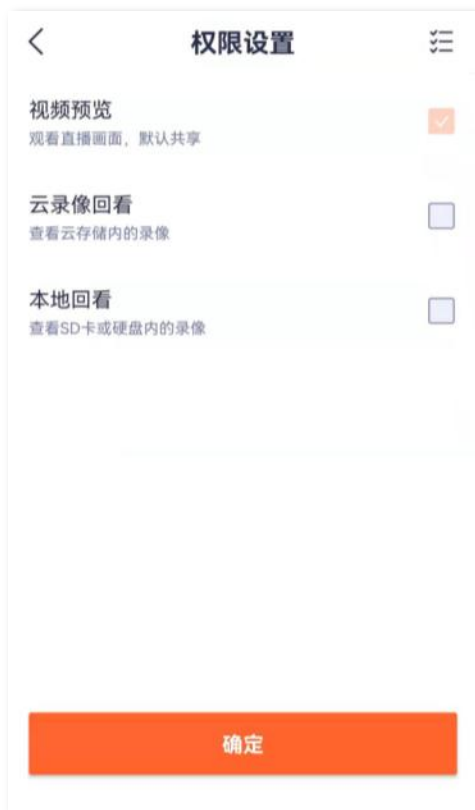 权限设置
视频预览
观看直播画面，默认共享
云录像回看
查看云存储内的录像
本地回看
查看SD卡或硬盘内的录像
确定